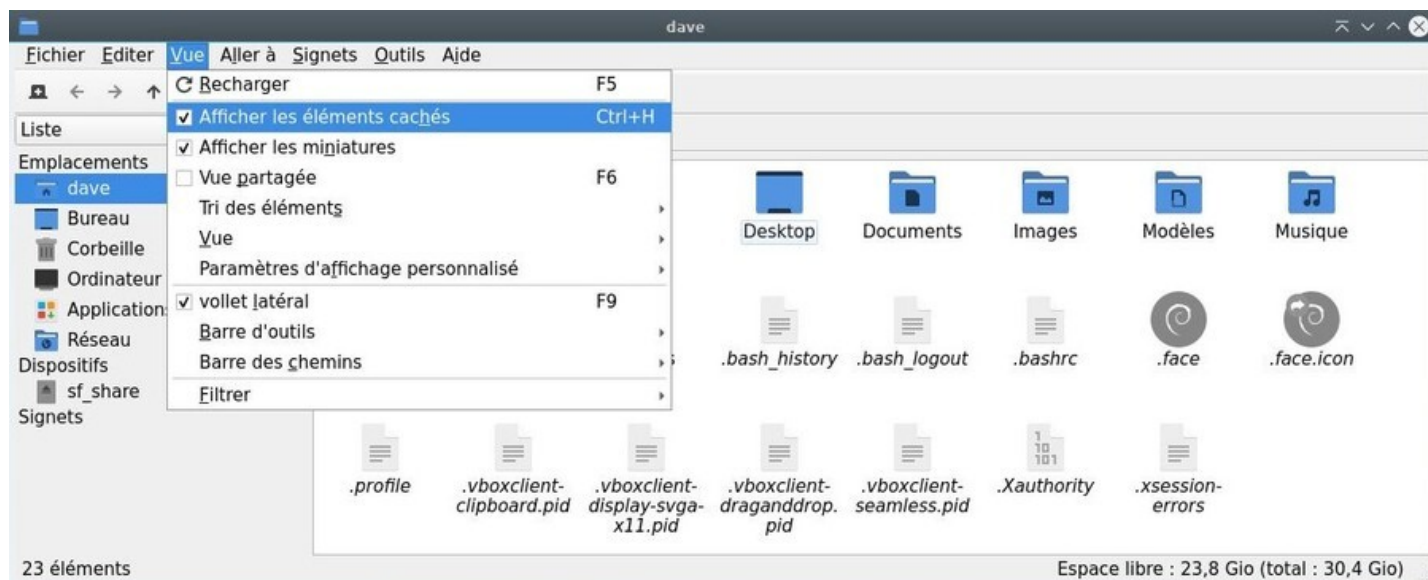 dave
Fichier Editer Vue Aller à Signets Outils Aide
Recharger F5
Afficher les éléments cachés Ctrl+H
Afficher les miniatures
Vue partagée F6
Tri des éléments
Vue
Paramètres d'affichage personnalisé
vollet latéral F9
Barre d'outils
Barre des chemins
Filtrer
Liste
Emplacements
dave
Bureau
Corbeille
Ordinateur
Réseau
Dispositifs
sf_share
Signets
Desktop Documents Images Modèles Musique
.bash_history .bash_logout .bashrc .face .face.icon
.profile .vboxclient- .vboxclient- .vboxclient- .vboxclient- .Xauthority .xsession-
clipboard.pid display-svga- draganddrop. seamless.pid errors
x11.pid pid
23 éléments Espace libre : 23,8 Gio (total : 30,4 Gio)